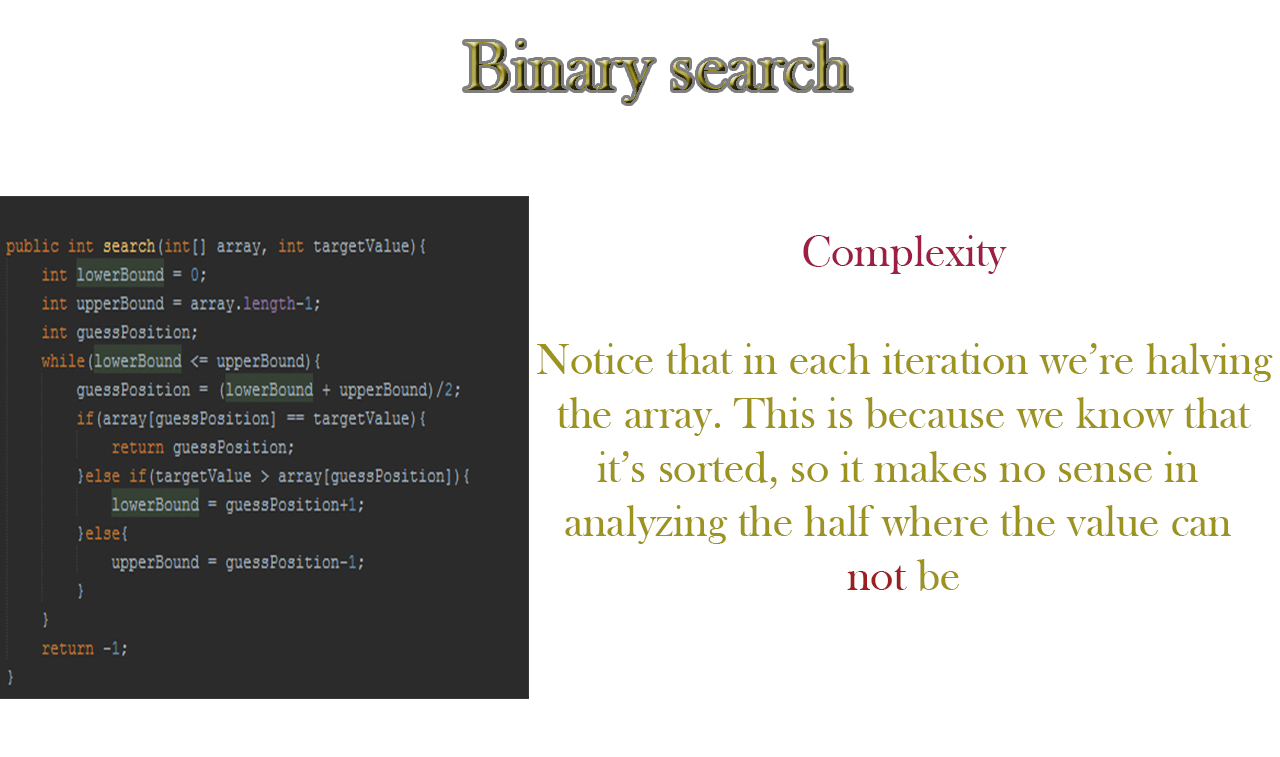 Binary search
public int search(int[] array, int targetValue){
int lowerBound = 0;
int upperBound = array.length-1;
int guessPosition;
while(lowerBound <= upperBound){
guessPosition = (lowerBound + upperBound)/2;
if(array[guessPosition] == targetValue){
return guessPosition;
}else if(targetValue > array[guessPosition]){
lowerBound = guessPosition+1;
}else{
upperBound = guessPosition-1;
}
}
return -1;
}
Complexity
Notice that in each iteration we’re halving
the array. This is because we know that
it’s sorted, so it makes no sense in
analyzing the half where the value can
not be